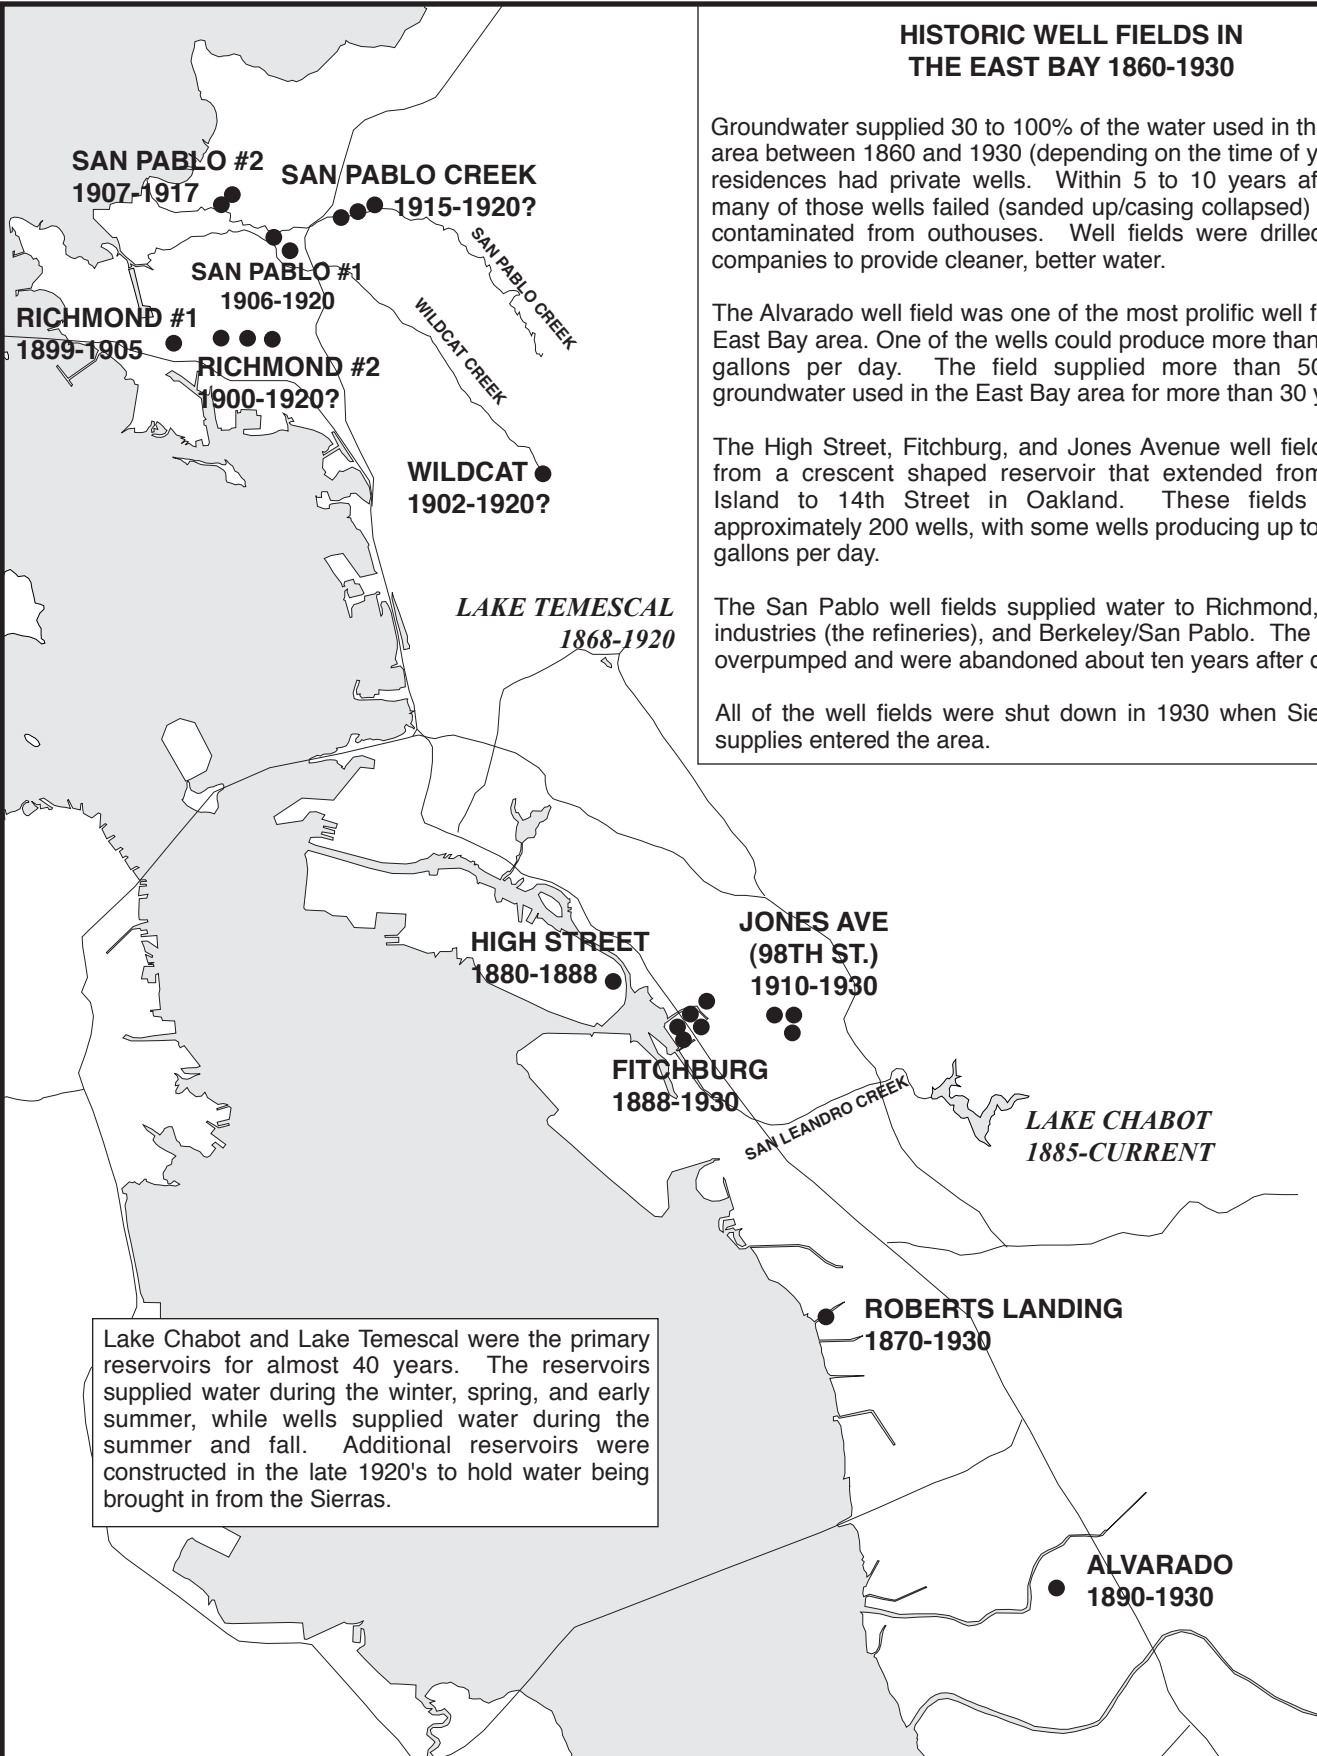 HISTORIC WELL FIELDS IN
THE EAST BAY 1860-1930
Groundwater supplied 30 to 100% of the water used in the
area between 1860 and 1930 (depending on the time of y
residences had private wells. Within 5 to 10 years af
many of those wells failed (sanded up/casing collapsed)
contaminated from outhouses. Well fields were drilled
companies to provide cleaner, better water.
The Alvarado well field was one of the most prolific well f
East Bay area. One of the wells could produce more than
gallons per day. The field supplied more than 50
groundwater used in the East Bay area for more than 30 y
The High Street, Fitchburg, and Jones Avenue well field
from a crescent shaped reservoir that extended from
Island to 14th Street in Oakland. These fields
approximately 200 wells, with some wells producing up to
gallons per day.
The San Pablo well fields supplied water to Richmond,
industries (the refineries), and Berkeley/San Pablo. The
overpumped and were abandoned about ten years after o
All of the well fields were shut down in 1930 when Sie
supplies entered the area.
SAN PABLO #2
1907-1917
SAN PABLO CREEK
1915-1920?
SAN PABLO CREEK
SAN PABLO #1
1906-1920
WILDCAT CREEK
RICHMOND #1
1899-1905
RICHMOND #2
1900-1920?
WILDCAT
1902-1920?
LAKE TEMESCAL
1868-1920
HIGH STREET
1880-1888
JONES AVE
(98TH ST.)
1910-1930
FITCHBURG
1888-1930
SAN LEANDRO CREEK
LAKE CHABOT
1885-CURRENT
ROBERTS LANDING
1870-1930
Lake Chabot and Lake Temescal were the primary
reservoirs for almost 40 years. The reservoirs
supplied water during the winter, spring, and early
summer, while wells supplied water during the
summer and fall. Additional reservoirs were
constructed in the late 1920's to hold water being
brought in from the Sierras.
ALVARADO
1890-1930